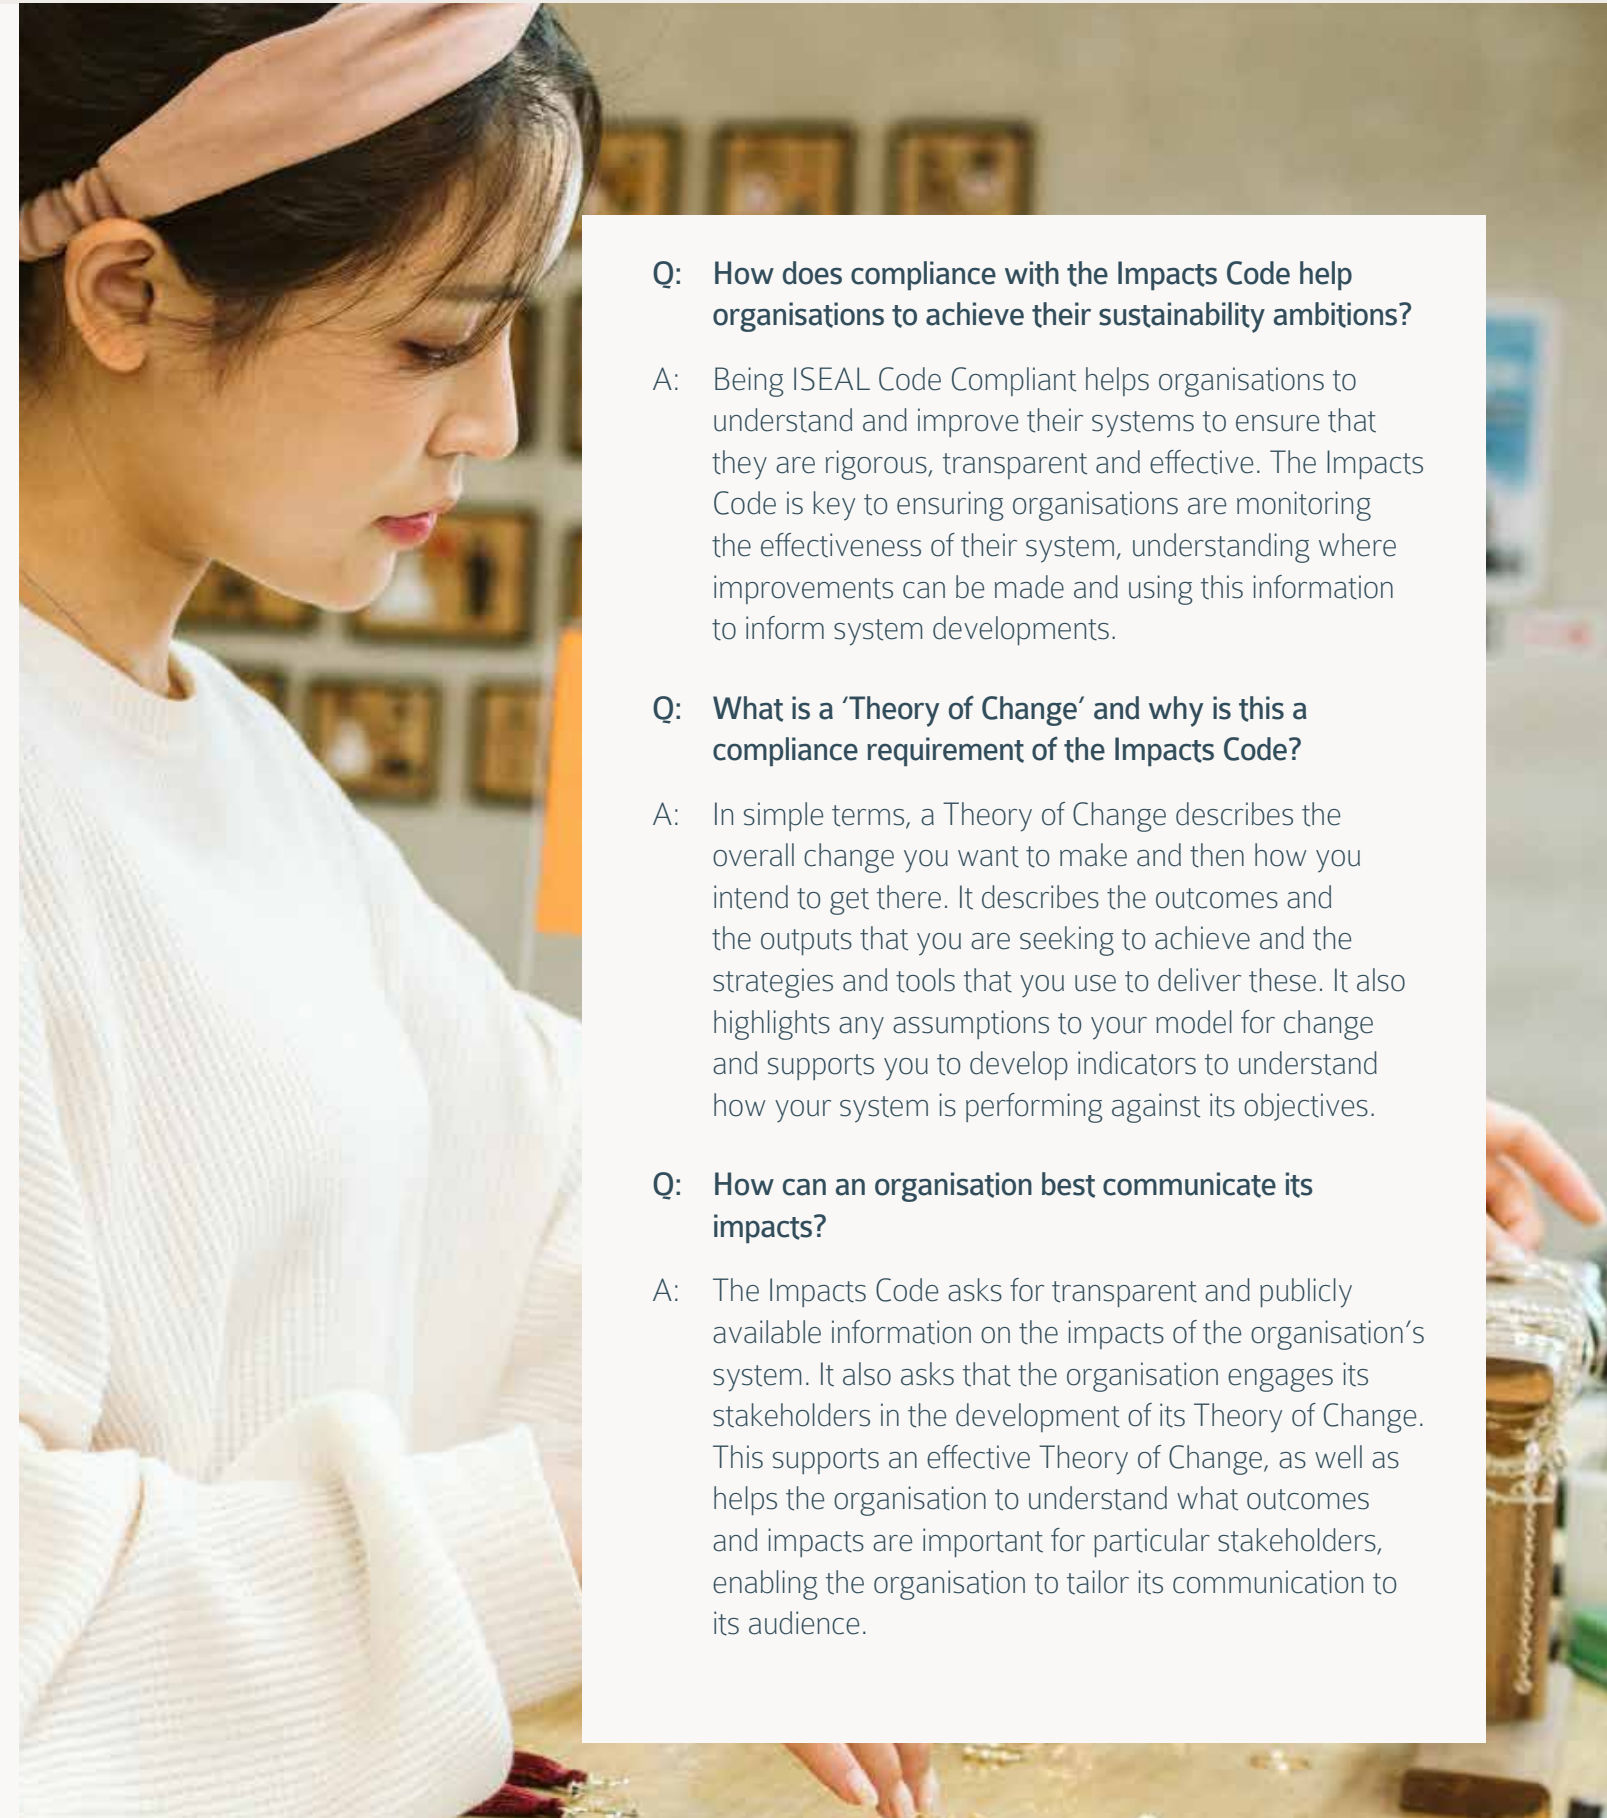 Q: How does compliance with the Impacts Code help
organisations to achieve their sustainability ambitions?
A: Being ISEAL Code Compliant helps organisations to
understand and improve their systems to ensure that
they are rigorous, transparent and effective. The Impacts
Code is key to ensuring organisations are monitoring
the effectiveness of their system, understanding where
improvements can be made and using this information
to inform system developments.
Q: What is a ‘Theory of Change’ and why is this a
compliance requirement of the Impacts Code?
A: In simple terms, a Theory of Change describes the
overall change you want to make and then how you
intend to get there. It describes the outcomes and
the outputs that you are seeking to achieve and the
strategies and tools that you use to deliver these. It also
highlights any assumptions to your model for change
and supports you to develop indicators to understand
how your system is performing against its objectives.
Q: How can an organisation best communicate its
impacts?
A: The Impacts Code asks for transparent and publicly
available information on the impacts of the organisation’s
system. It also asks that the organisation engages its
stakeholders in the development of its Theory of Change.
This supports an effective Theory of Change, as well as
helps the organisation to understand what outcomes
and impacts are important for particular stakeholders,
enabling the organisation to tailor its communication to
its audience.